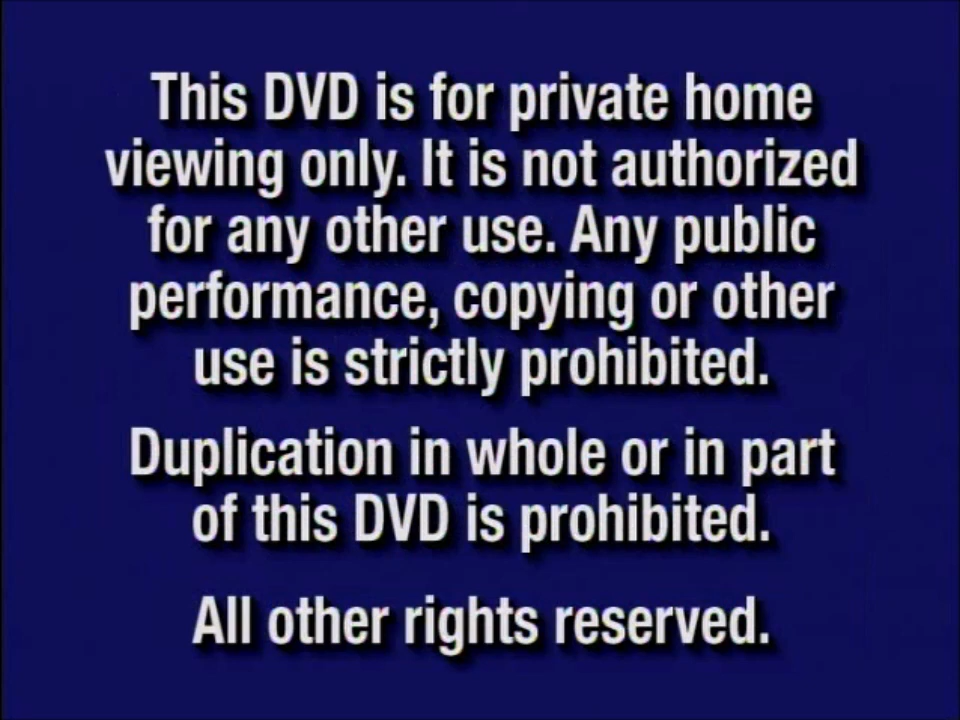 This DVD is for private home
viewing only. It is not authorized
for any other use. Any public
performance, copying or other
use is strictly prohibited.
Duplication in whole or in part
of this DVD is prohibited.
All other rights reserved.